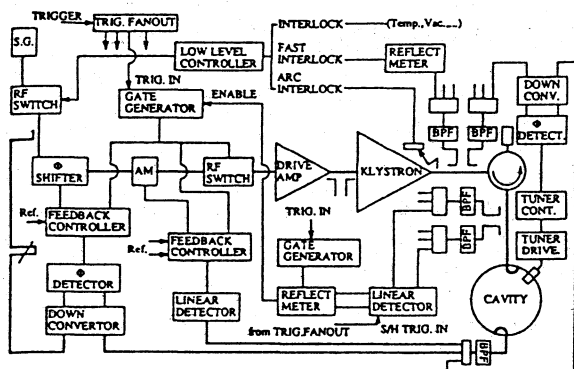 TRIGGER
TRIG. FANOUT
S.G.
INTERLOCK (Temp., Vac.,...)
LOW LEVEL CONTROLLER
FAST INTERLOCK
REFLECT METER
ARC INTERLOCK
DOWN CONV.
RF SWITCH
TRIG. IN
GATE GENERATOR
ENABLE
BPF
BPF
Φ DETECT.
Φ SHIFTER
AM
RF SWITCH
DRIVE AMP
KLYSTRON
TUNER CONT.
Ref.
FEEDBACK CONTROLLER
TRIG. IN
BPF
BPF
Ref.
FEEDBACK CONTROLLER
GATE GENERATOR
TUNER DRIVE.
Φ DETECTOR
LINEAR DETECTOR
REFLECT METER
LINEAR DETECTOR
CAVITY
DOWN CONVERTOR
from TRIG.FANOUT
S/H TRIG. IN
BPF